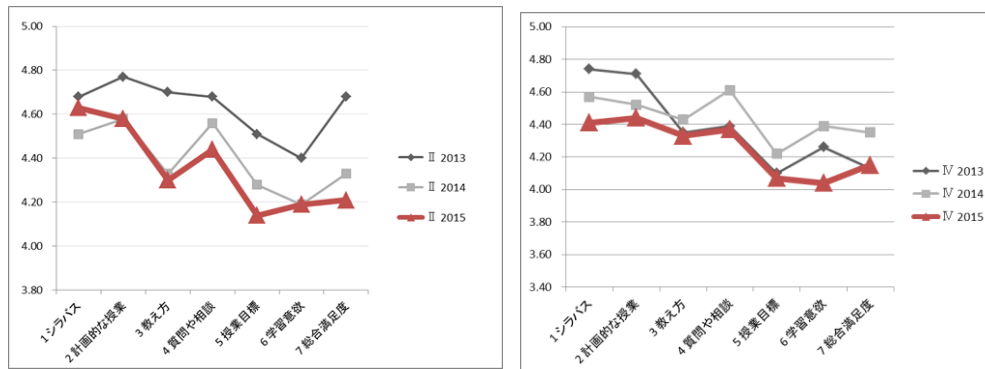 5.00
4.80
4.60
4.40
4.20
4.00
3.80
1 シラバス
2 計画的な授業
3 教え方
4 質問や相談
5 授業目標
6 学習意欲
7 総合満足度
Ⅱ 2013
Ⅱ 2014
Ⅱ 2015
5.00
4.80
4.60
4.40
4.20
4.00
3.80
3.60
3.40
1 シラバス
2 計画的な授業
3 教え方
4 質問や相談
5 授業目標
6 学習意欲
7 総合満足度
Ⅳ 2013
Ⅳ 2014
Ⅳ 2015